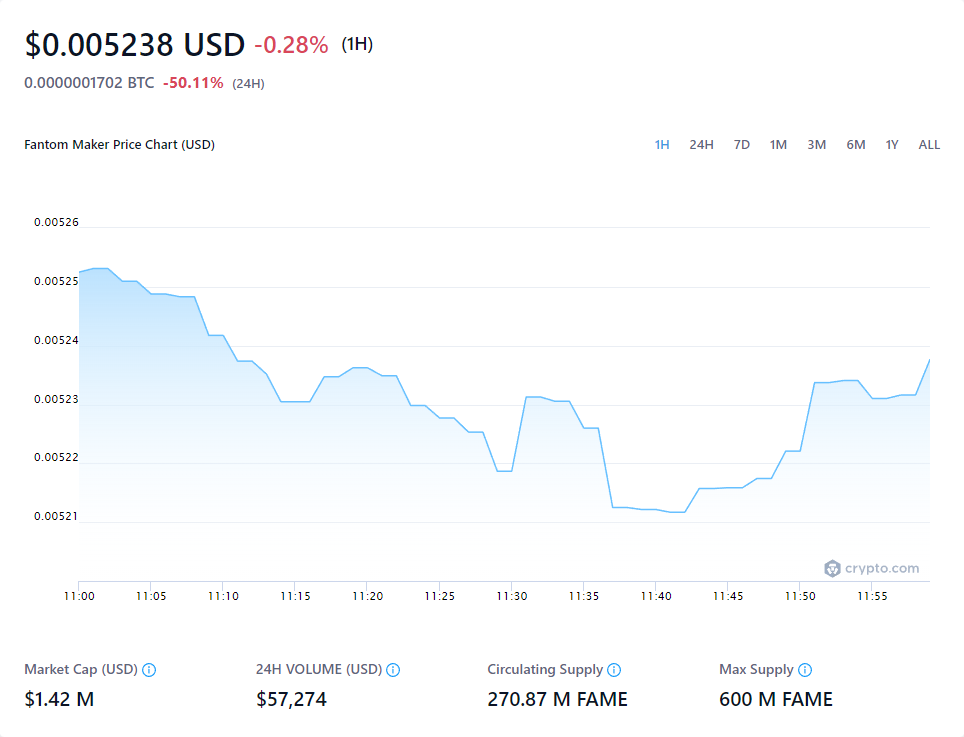 $0.005238 USD -0.28% (1H)
0.0000001702 BTC -50.11% (24H)
Fantom Maker Price Chart (USD) 1H 24H 7D 1M 3M 6M 1Y ALL
0.00526
0.00525
0.00524
0.00523
0.00522
0.00521
crypto.com
11:00 11:05 11:10 11:15 11:20 11:25 11:30 11:35 11:40 11:45 11:50 11:55
Market Cap (USD) 24H VOLUME (USD) Circulating Supply Max Supply
$1.42 M $57,274 270.87 M FAME 600 M FAME